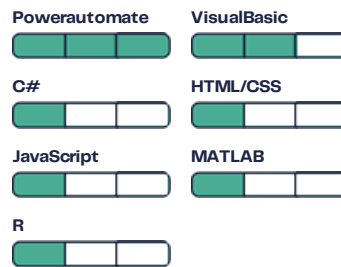 Powerautomate
VisualBasic
C#
HTML/CSS
JavaScript
MATLAB
R